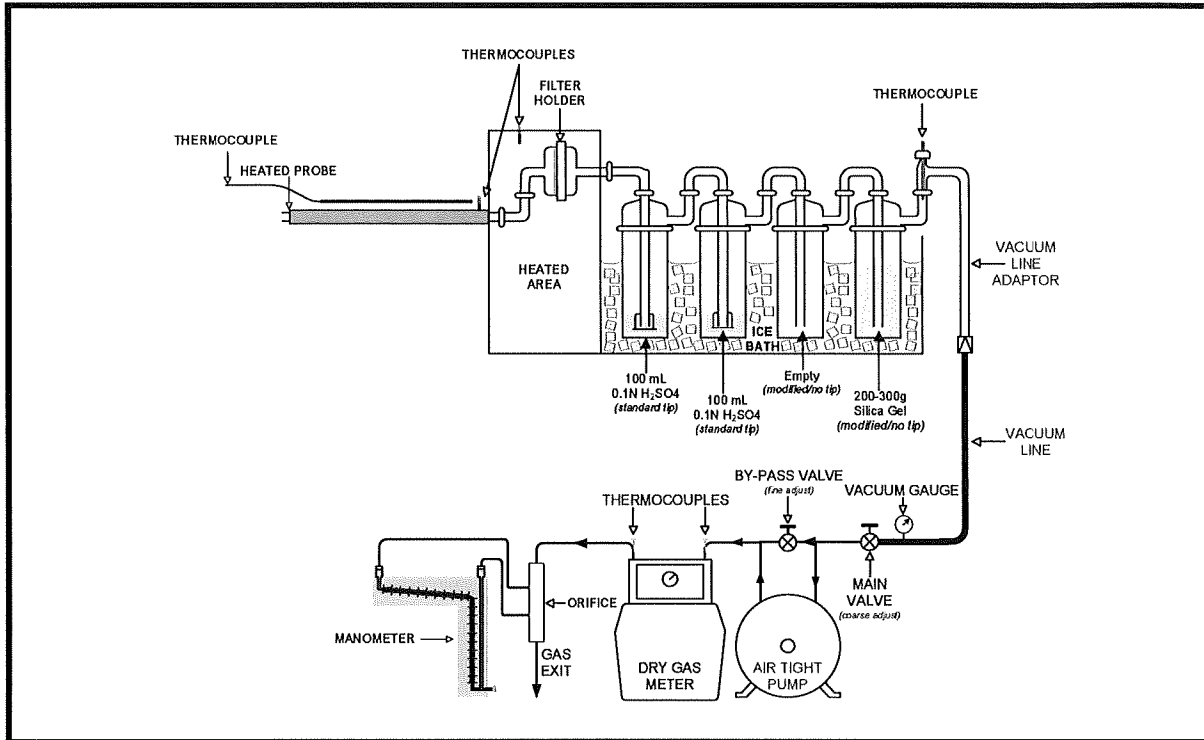 THERMOCOUPLES
FILTER
HOLDER
THERMOCOUPLE
THERMOCOUPLE
HEATED PROBE
HEATED
AREA
VACUUM
LINE
ADAPTOR
ICE
BATH
100 mL
0.1N H₂SO4
(standard tip)
100 mL
0.1N H₂SO4
(standard tip)
Empty
(modified/no tip)
200-300g
Silica Gel
(modified/no tip)
VACUUM
LINE
BY-PASS VALVE
(fine adjust)
VACUUM GAUGE
THERMOCOUPLES
MAIN
VALVE
(coarse adjust)
ORIFICE
MANOMETER
GAS
EXIT
DRY GAS
METER
AIR TIGHT
PUMP